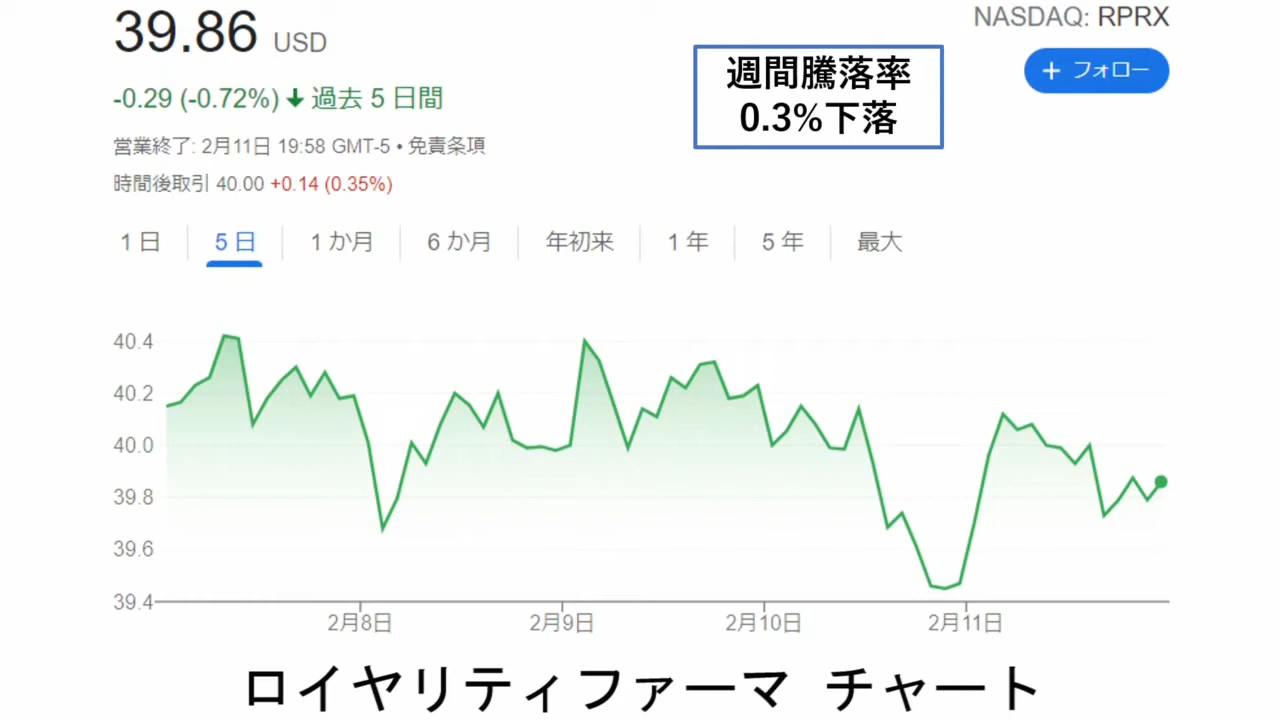 39.86 USD
NASDAQ: RPRX
+ フォロー
週間騰落率
0.3%下落
-0.29 (-0.72%) ↓ 過去 5 日間
営業終了: 2月11日 19:58 GMT-5 • 免責条項
時間後取引 40.00 +0.14 (0.35%)
1 日 5 日 1 か月 6 か月 年初来 1 年 5 年 最大
40.4
40.2
40.0
39.8
39.6
39.4
2月8日 2月9日 2月10日 2月11日
ロイヤリティファーマ チャート